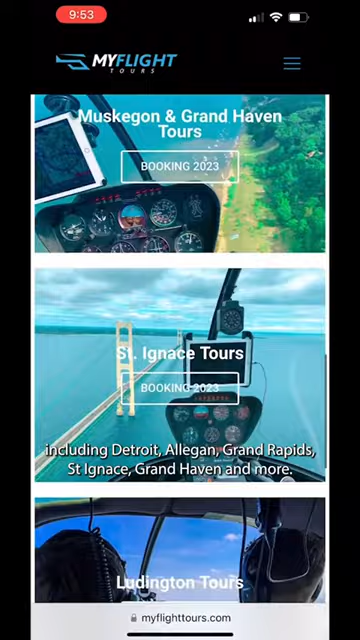 9:53
MYFLIGHT
TOURS
Muskegon & Grand Haven
Tours
BOOKING 2023
St. Ignace Tours
BOOKING 2023
including Detroit, Allegan, Grand Rapids,
St Ignace, Grand Haven and more.
Ludington Tours
myflighttours.com